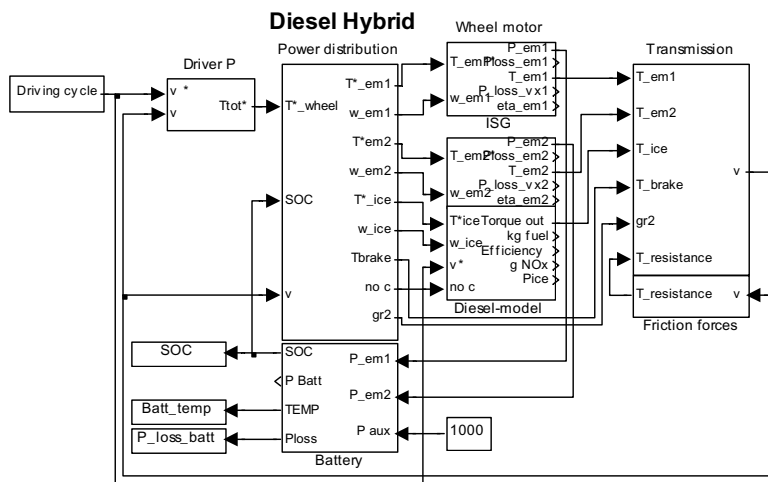 Diesel Hybrid
Driving cycle
Driver P
v *
v
Ttot*
Power distribution
T*_wheel
SOC
v
T*_em1
w_em1
T*em2
w_em2
T*_ice
w_ice
Tbrake
no c
gr2
Wheel motor
T_em1*
w_em1
P_em1
Ploss_em1
T_em1
P_loss_vx1
eta_em1
ISG
T_em2*
w_em2
P_em2
Ploss_em2
T_em2
P_loss_vx2
eta_em2
T*ice
w_ice
v*
no c
Torque out
kg fuel
Efficiency
g NOx
Pice
Diesel-model
Transmission
T_em1
T_em2
T_ice
T_brake
gr2
T_resistance
v
T_resistance
v
Friction forces
SOC
Batt_temp
P_loss_batt
SOC
P Batt
TEMP
Ploss
P_em1
P_em2
P aux
Battery
1000